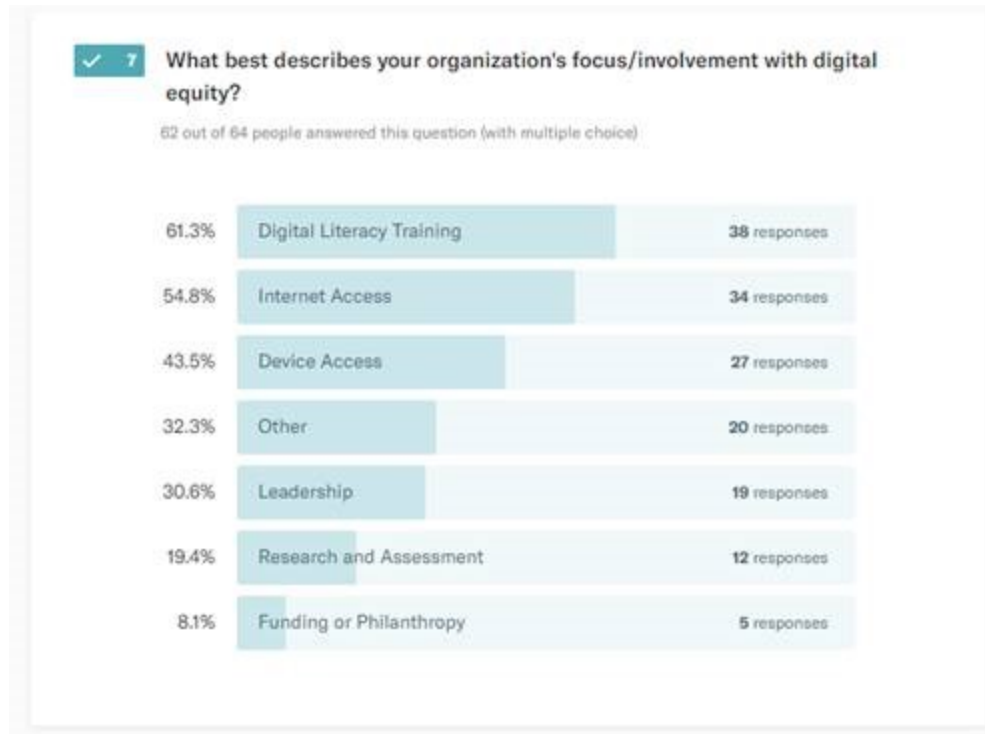 7 What best describes your organization's focus/involvement with digital
equity?
62 out of 64 people answered this question (with multiple choice)
61.3% Digital Literacy Training 38 responses
54.8% Internet Access 34 responses
43.5% Device Access 27 responses
32.3% Other 20 responses
30.6% Leadership 19 responses
19.4% Research and Assessment 12 responses
8.1% Funding or Philanthropy 5 responses